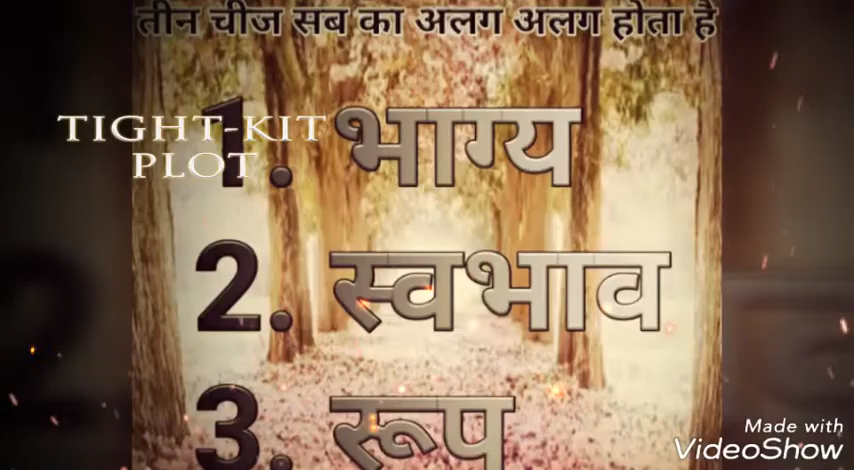 तीन चीज सब का अलग अलग होता है
TIGHT-KIT
PLOT
1. भाग्य
2. स्वभाव
3. रूप
Made with
VideoShow